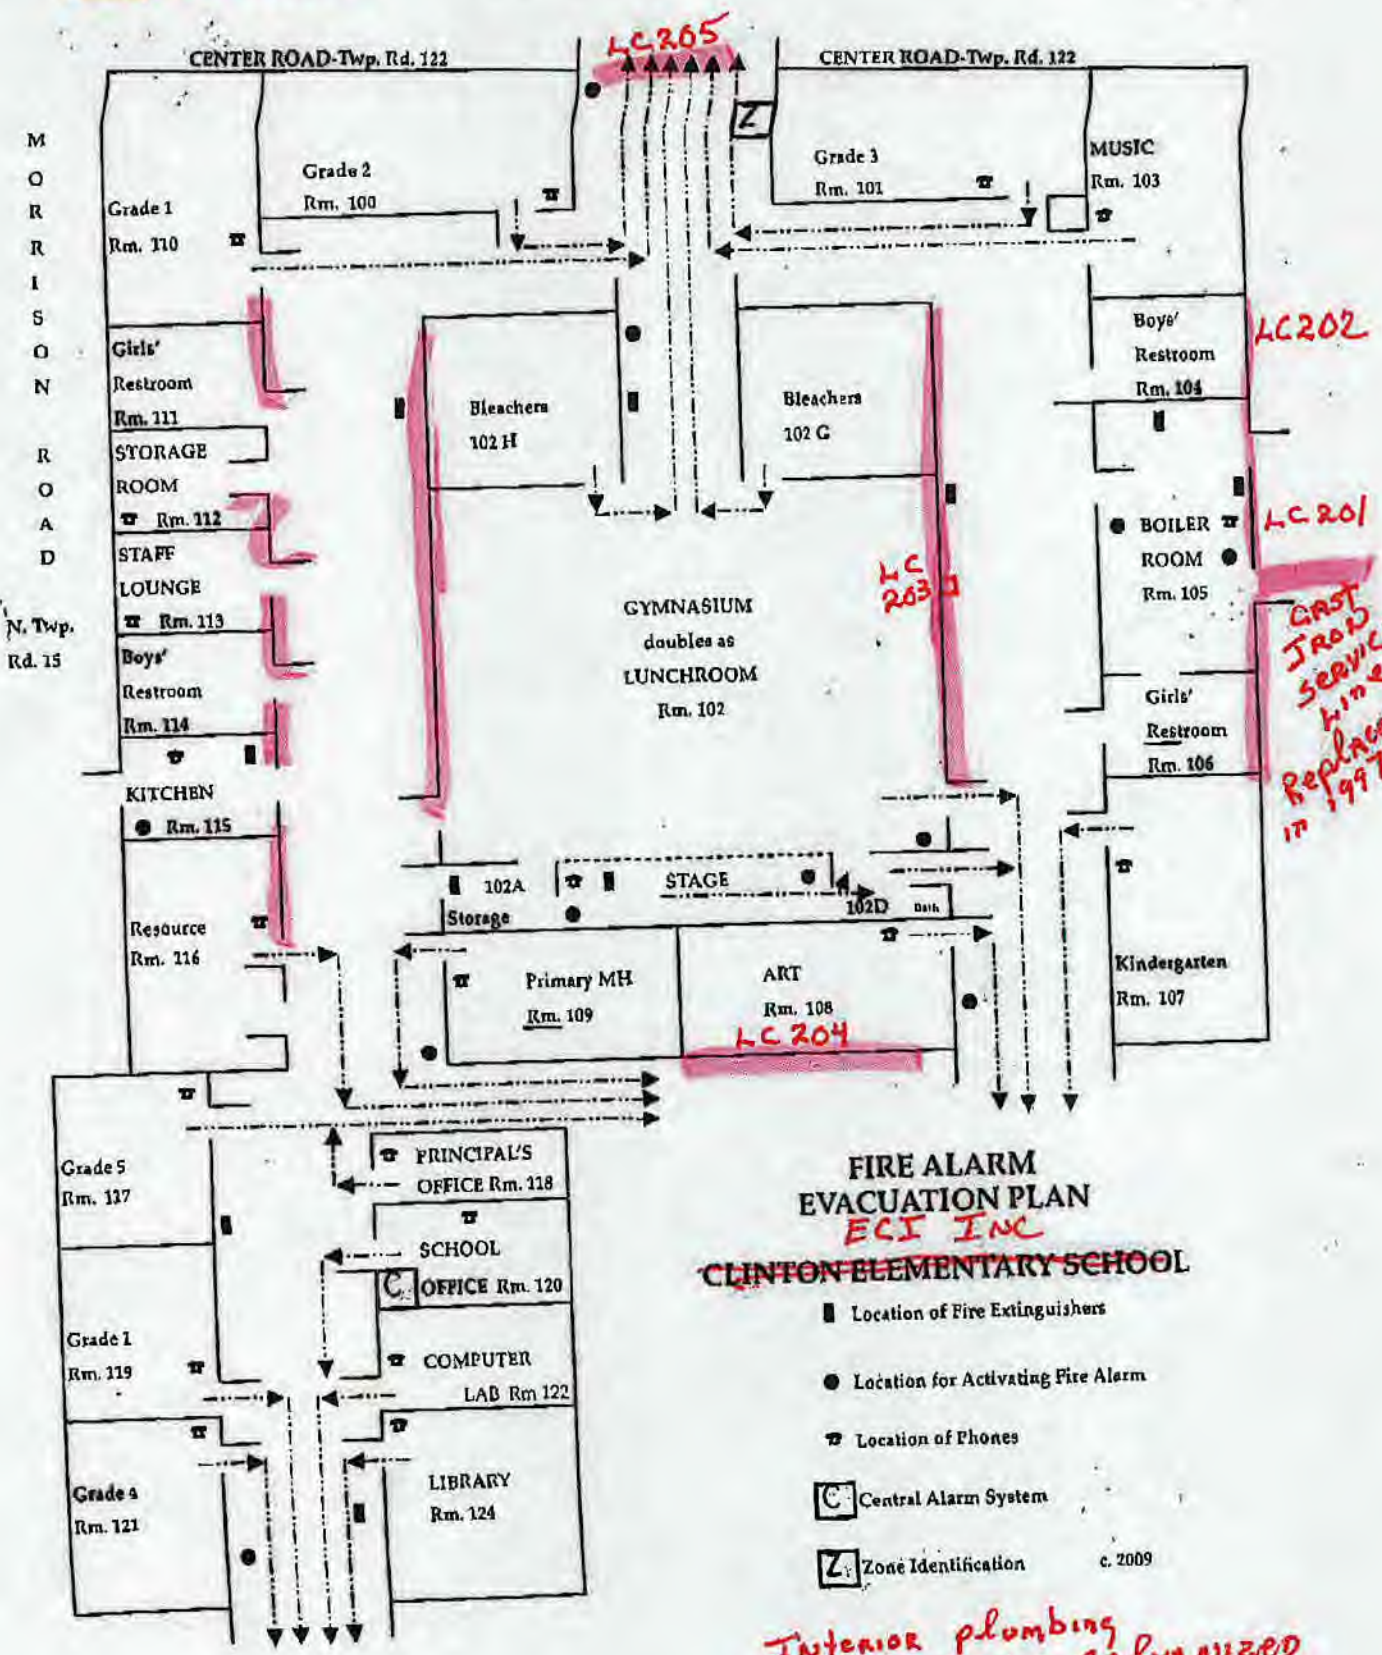 LC205
CENTER ROAD-Twp. Rd. 122
CENTER ROAD-Twp. Rd. 122
Z
MORRISON ROAD
N. Twp.
Rd. 15
Grade 1
Rm. 110
Grade 2
Rm. 100
Grade 3
Rm. 101
MUSIC
Rm. 103
Girls'
Restroom
Rm. 111
STORAGE
ROOM
Rm. 112
STAFF
LOUNGE
Rm. 113
Boys'
Restroom
Rm. 114
KITCHEN
Rm. 115
Resource
Rm. 116
Bleachers
102 H
Bleachers
102 G
GYMNASIUM
doubles as
LUNCHROOM
Rm. 102
LC
203
Boys'
Restroom
Rm. 104
LC202
BOILER
ROOM
Rm. 105
LC201
CAST
IRON
SERVICE
Line
Replaced
in 1997
Girls'
Restroom
Rm. 106
102A
Storage
STAGE
102D
Bath
Primary MH
Rm. 109
ART
Rm. 108
LC 204
Kindergarten
Rm. 107
Grade 5
Rm. 117
PRINCIPAL'S
OFFICE Rm. 118
SCHOOL
C OFFICE Rm. 120
Grade 1
Rm. 119
COMPUTER
LAB Rm 122
Grade 4
Rm. 121
LIBRARY
Rm. 124
FIRE ALARM
EVACUATION PLAN
ECI INC
CLINTON ELEMENTARY SCHOOL
Location of Fire Extinguishers
Location for Activating Fire Alarm
Location of Phones
C Central Alarm System
Z Zone Identification c. 2009
Interior plumbing